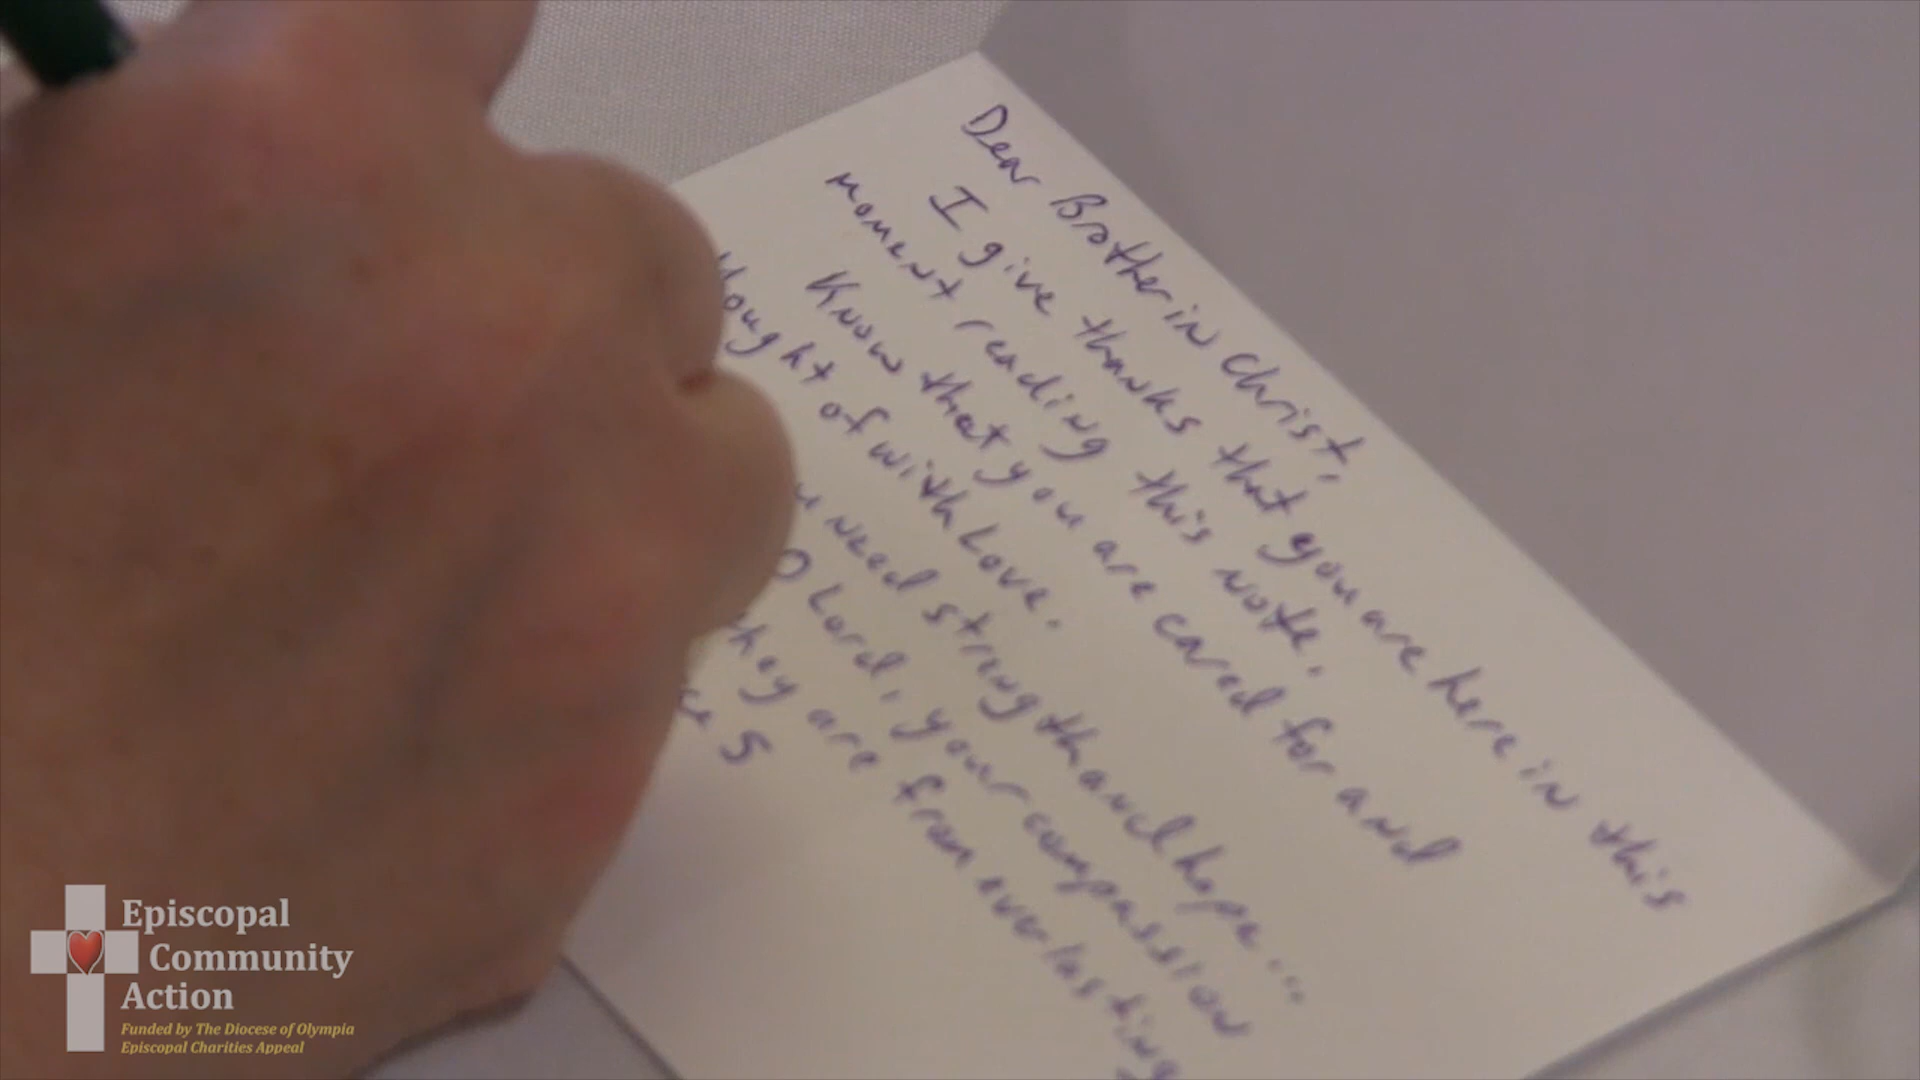 Dear Brother in Christ,
I give thanks that you are here in this
moment reading this note.
Know that you are cared for and
thought of with Love.
need strength and hope...
O Lord, your compassion
they are from everlasting
Episcopal
Community
Action
Funded by The Diocese of Olympia
Episcopal Charities Appeal